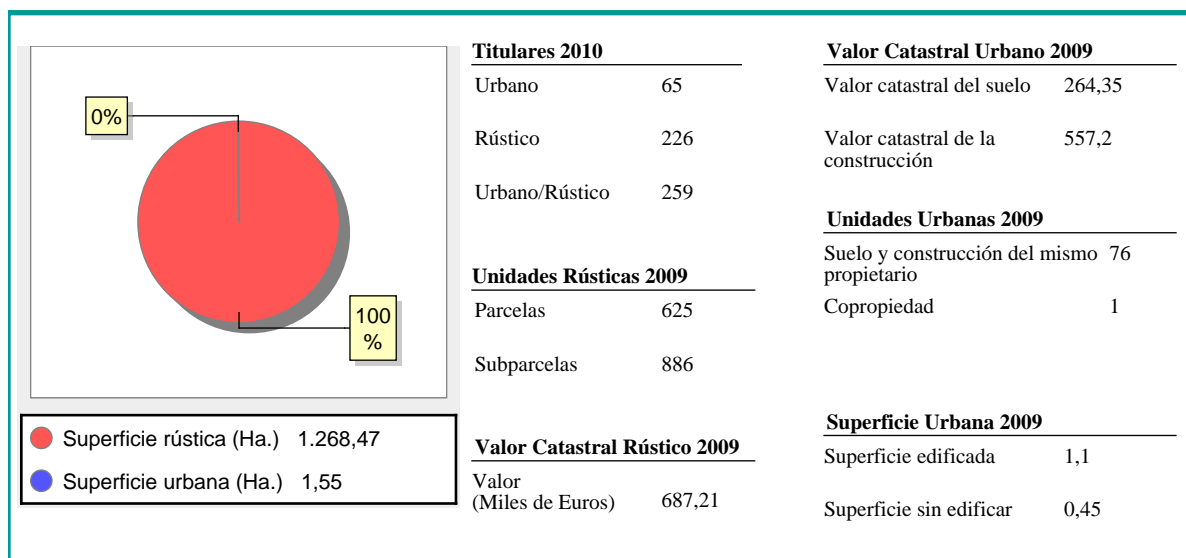 0%
100
%
Superficie rústica (Ha.) 1.268,47
Superficie urbana (Ha.) 1,55
Titulares 2010
Urbano 65
Rústico 226
Urbano/Rústico 259
Unidades Rústicas 2009
Parcelas 625
Subparcelas 886
Valor Catastral Rústico 2009
Valor
(Miles de Euros) 687,21
Valor Catastral Urbano 2009
Valor catastral del suelo 264,35
Valor catastral de la 557,2
construcción
Unidades Urbanas 2009
Suelo y construcción del mismo 76
propietario
Copropiedad 1
Superficie Urbana 2009
Superficie edificada 1,1
Superficie sin edificar 0,45